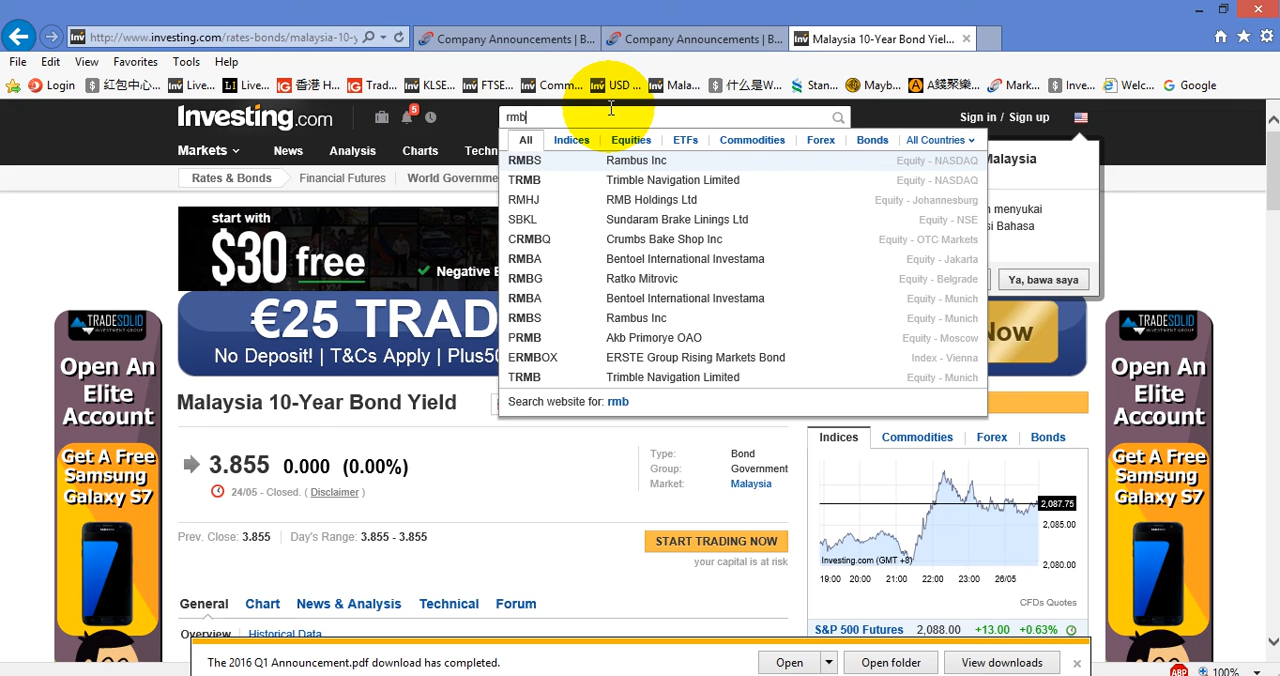 http://www.investing.com/rates-bonds/malaysia-10-y
Company Announcements | B...
Company Announcements | B...
Malaysia 10-Year Bond Yiel...
File Edit View Favorites Tools Help
Login
红包中心...
Live...
Live...
香港 H...
Trad...
KLSE...
FTSE...
Comm...
USD ...
Mala...
什么是W...
Stan...
Mayb...
A錢聚樂...
Mark...
Inves...
Welc...
Google
Investing.com
5
rmb
Sign in / Sign up
Markets News Analysis Charts Techn
All Indices Equities ETFs Commodities Forex Bonds All Countries
Rates & Bonds Financial Futures World Governme
RMBS Rambus Inc Equity - NASDAQ
TRMB Trimble Navigation Limited Equity - NASDAQ
RMHJ RMB Holdings Ltd Equity - Johannesburg
SBKL Sundaram Brake Linings Ltd Equity - NSE
CRMBQ Crumbs Bake Shop Inc Equity - OTC Markets
RMBA Bentoel International Investama Equity - Jakarta
RMBG Ratko Mitrovic Equity - Belgrade
RMBA Bentoel International Investama Equity - Munich
RMBS Rambus Inc Equity - Munich
PRMB Akb Primorye OAO Equity - Moscow
ERMBOX ERSTE Group Rising Markets Bond Index - Vienna
TRMB Trimble Navigation Limited Equity - Munich
Search website for: rmb
Malaysia
n menyukai
si Bahasa
Ya, bawa saya
start with
$30 free
Negative B
€25 TRAD
No Deposit! | T&Cs Apply | Plus50
Now
TRADESOLID
INVESTMENT GROUP
Open An
Elite
Account
Get A Free
Samsung
Galaxy S7
TRADESOLID
INVESTMENT GROUP
Open An
Elite
Account
Get A Free
Samsung
Galaxy S7
Malaysia 10-Year Bond Yield
3.855 0.000 (0.00%)
24/05 - Closed. ( Disclaimer )
Type: Bond
Group: Government
Market: Malaysia
Prev. Close: 3.855 Day's Range: 3.855 - 3.855
START TRADING NOW
your capital is at risk
General Chart News & Analysis Technical Forum
Overview Historical Data
Indices Commodities Forex Bonds
2,087.75
2,085.00
2,080.00
Investing.com (GMT +8)
19:00 20:00 21:00 22:00 23:00 26/05
CFDs Quotes
S&P 500 Futures 2,088.00 +13.00 +0.63%
The 2016 Q1 Announcement.pdf download has completed.
Open
Open folder
View downloads
ABP
100%